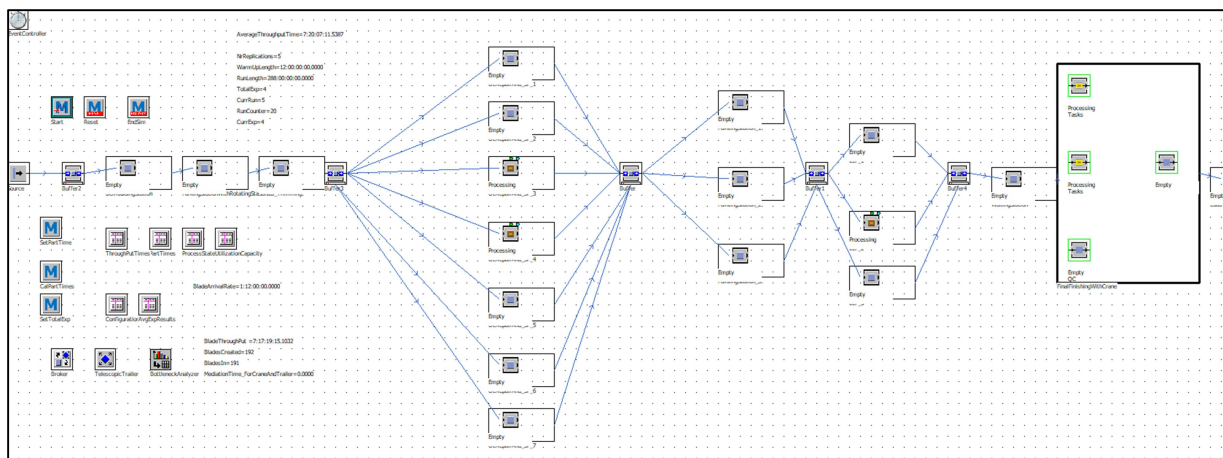 EventController
AverageThroughputTime=7:20:07:11.5387
NrReplications=5
WarmUpLength=12:00:00:00.0000
RunLength=288:00:00:00.0000
TotalExp=4
CurrRun=5
RunCounter=20
CurrExp=4
Start
Reset
EndSim
Empty
Empty
Processing
Processing
Empty
Empty
Empty
Source
Buffer2
Empty
Empty
Empty
Buffer3
Buffer
Empty
Empty
Empty
Buffer1
Empty
Processing
Empty
Buffer4
Empty
Processing
Tasks
Processing
Tasks
Empty
Empty
QC
FinalFinishingWithCrane
SetPartTime
ThroughPutTimes
PartTimes
ProcessStateUtilizationCapacity
CalPartTimes
BladeArrivalRate=1:12:00:00.0000
SetTotalExp
Configuration
AvgExpResults
BladeThroughPut =7:17:19:15.1032
BladesCreated=192
BladesIn=191
MediationTime_ForCraneAndTrailer=0.0000
Broker
TelescopicTrailer
BottleneckAnalyzer